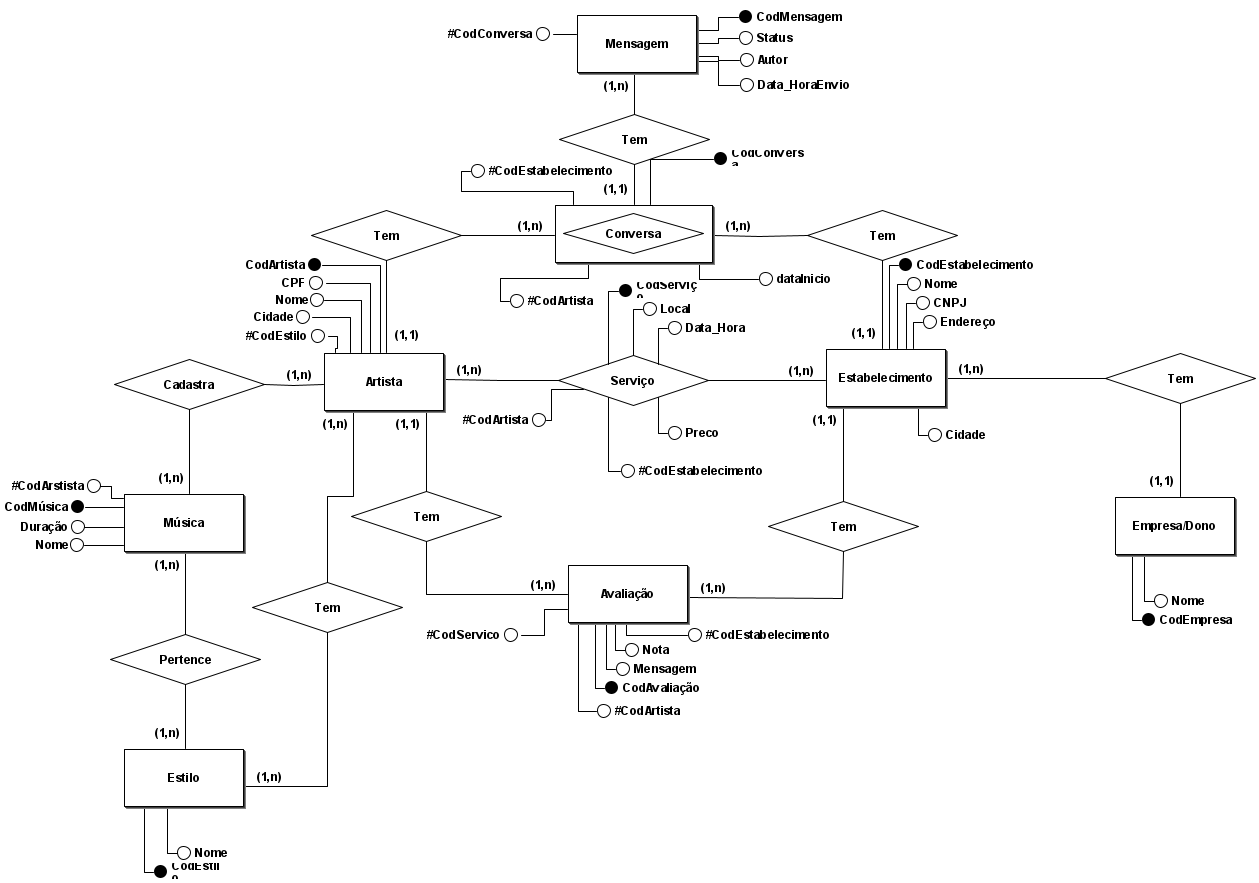 CodMensagem
#CodConversa
Mensagem
Status
Autor
Data_HoraEnvio
(1,n)
Tem
CodConversa
#CodEstabelecimento
(1,1)
Tem
(1,n)
Conversa
(1,n)
Tem
CodArtista
CodEstabelecimento
CPF
#CodArtista
dataInicio
Nome
Nome
CodServiço
CNPJ
Cidade
Local
Endereço
#CodEstilo
(1,1)
Data_Hora
(1,1)
Cadastra
(1,n)
Artista
(1,n)
Serviço
(1,n)
Estabelecimento
(1,n)
Tem
#CodArtista
Preco
(1,n)
(1,1)
(1,1)
Cidade
#CodEstabelecimento
(1,n)
(1,1)
#CodArstista
CodMúsica
Duração
Nome
Música
Tem
Tem
Empresa/Dono
(1,n)
(1,n)
Avaliação
(1,n)
Tem
Nome
CodEmpresa
#CodServico
#CodEstabelecimento
Nota
Mensagem
CodAvaliação
#CodArtista
Pertence
(1,n)
Estilo
(1,n)
Nome
CodEstilo